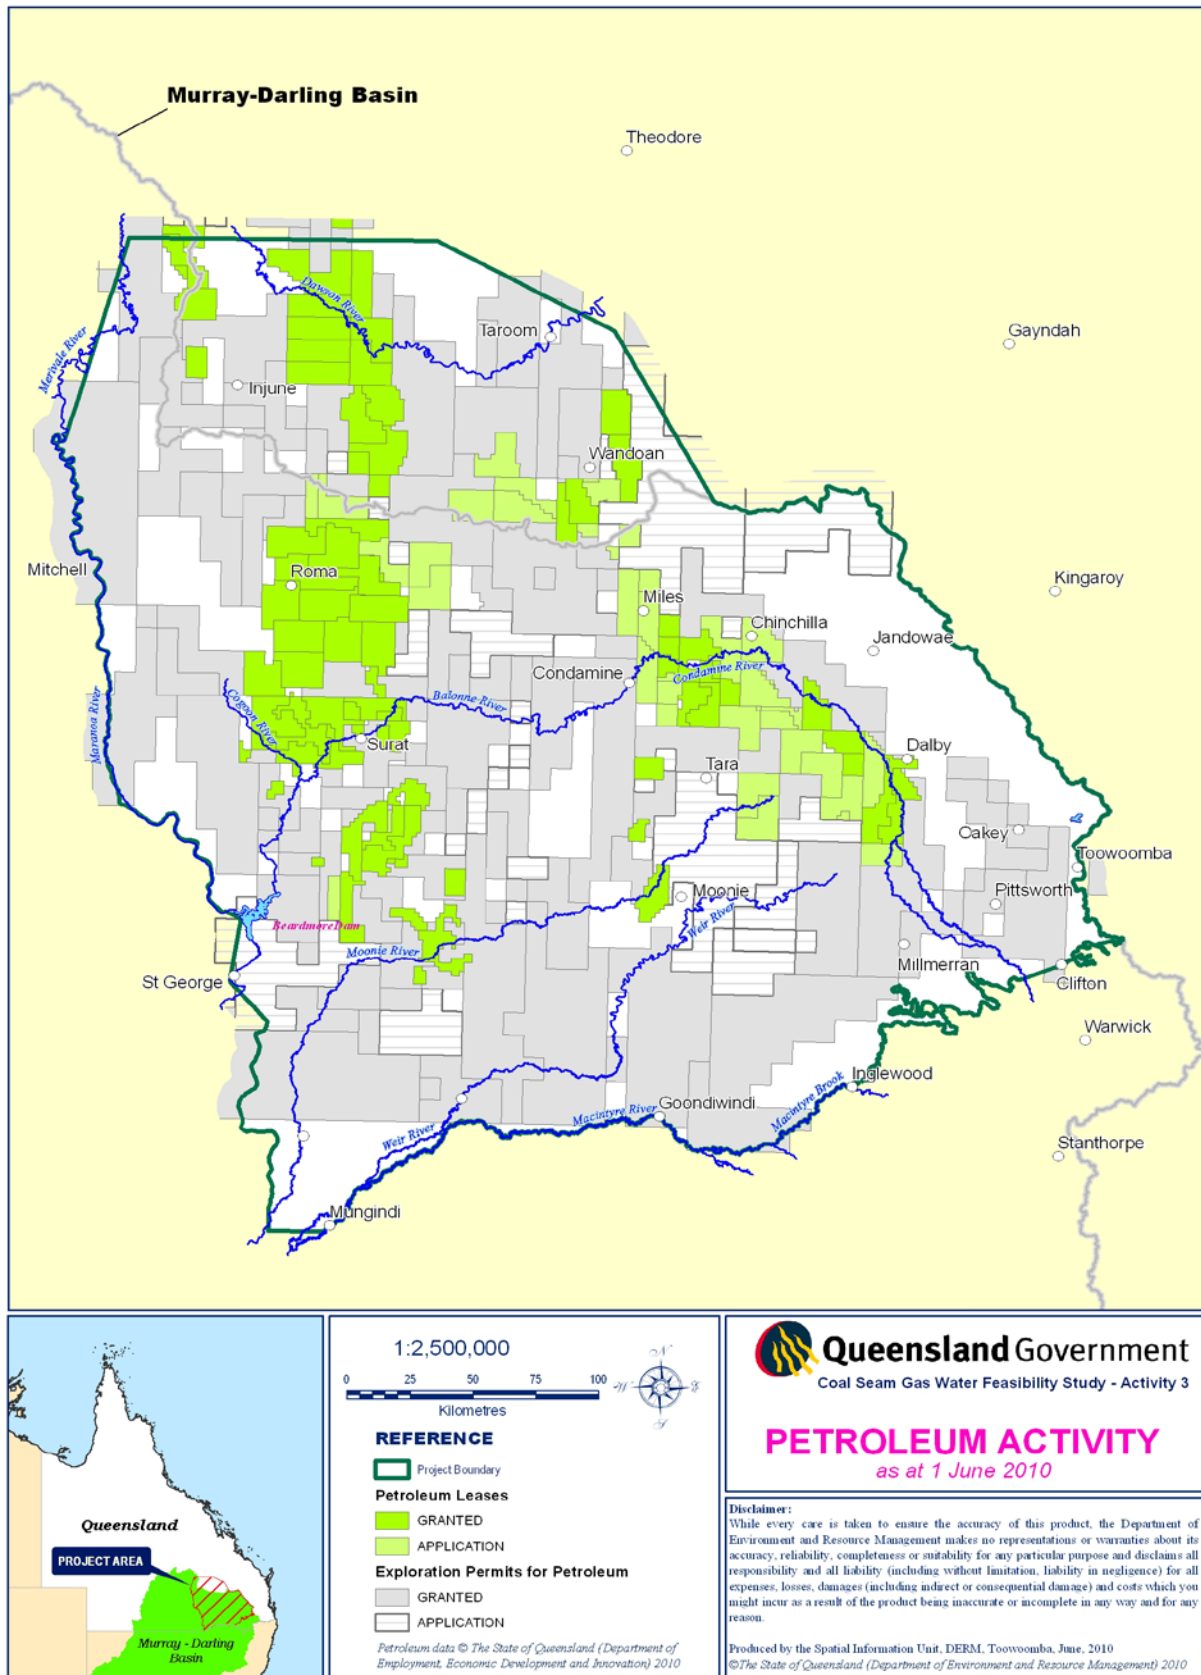 Murray-Darling Basin
Theodore
Merivale River
Dawson River
Taroom
Gayndah
Injune
Wandoan
Mitchell
Roma
Kingaroy
Miles
Chinchilla
Jandowae
Condamine
Condamine River
Maranoa River
Cogoon River
Balonne River
Surat
Tara
Dalby
Oakey
Toowoomba
Pittsworth
Moonie
Weir River
Beardmore Dam
Moonie River
St George
Millmerran
Clifton
Warwick
Inglewood
Goondiwindi
Macintyre River
Macintyre Brook
Weir River
Stanthorpe
Mungindi
Queensland
PROJECT AREA
Murray - Darling
Basin
1:2,500,000
0 25 50 75 100
Kilometres
N
W E
S
REFERENCE
Project Boundary
Petroleum Leases
GRANTED
APPLICATION
Exploration Permits for Petroleum
GRANTED
APPLICATION
Petroleum data © The State of Queensland (Department of
Employment, Economic Development and Innovation) 2010
Queensland Government
Coal Seam Gas Water Feasibility Study - Activity 3
PETROLEUM ACTIVITY
as at 1 June 2010
Disclaimer:
While every care is taken to ensure the accuracy of this product, the Department of
Environment and Resource Management makes no representations or warranties about its
accuracy, reliability, completeness or suitability for any particular purpose and disclaims all
responsibility and all liability (including without limitation, liability in negligence) for all
expenses, losses, damages (including indirect or consequential damage) and costs which you
might incur as a result of the product being inaccurate or incomplete in any way and for any
reason.
Produced by the Spatial Information Unit, DERM, Toowoomba, June, 2010
©The State of Queensland (Department of Environment and Resource Management) 2010